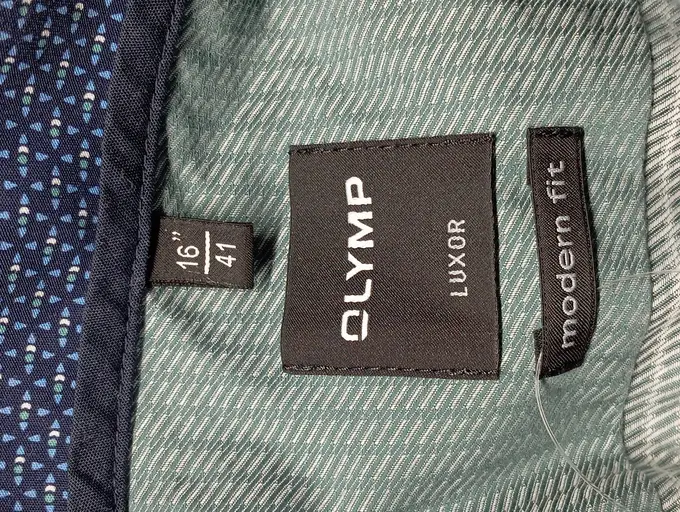 16”
41
OLYMP
LUXOR
modern fit